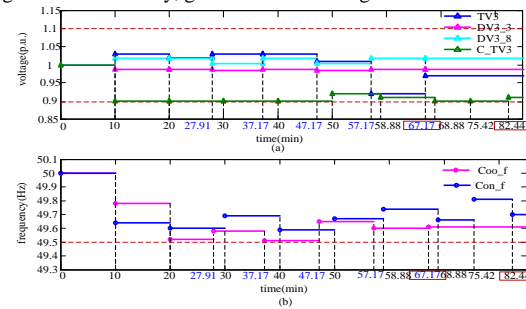 TV3
DV3_3
DV3_8
C_TV3
voltage(p.u.)
1.15
1.1
1.05
1
0.95
0.9
0.85
0 10 20 27.91 30 37.17 40 47.17 50 57.17 58.88 67.17 68.88 75.42 82.44
time(min)
(a)
Coo_f
Con_f
frequency(Hz)
50.1
50
49.9
49.8
49.7
49.6
49.5
49.4
49.3
0 10 20 27.91 30 37.17 40 47.17 50 57.17 58.88 67.17 68.88 75.42 82.44
time(min)
(b)